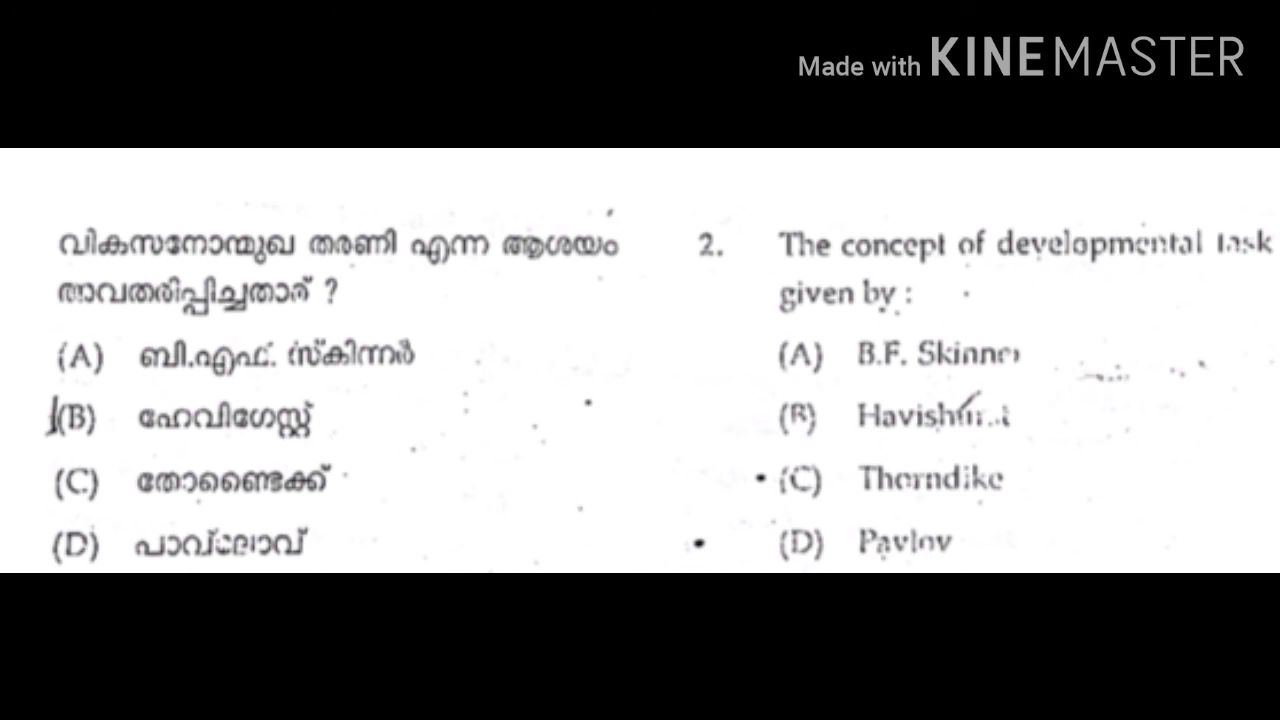 Made with KINEMASTER
വികസനോന്മുഖ തരണി എന്ന ആശയം
അവതരിപ്പിച്ചതാര് ?
(A) ബി.എഫ്. സ്കിന്നർ
(B) ഹേവിഗേസ്റ്റ്
(C) തോണ്ടൈക്ക്
(D) പാവ്ലോവ്
2. The concept of developmental task
given by :
(A) B.F. Skinner
(B)
(C) Thorndike
(D) Pavlov